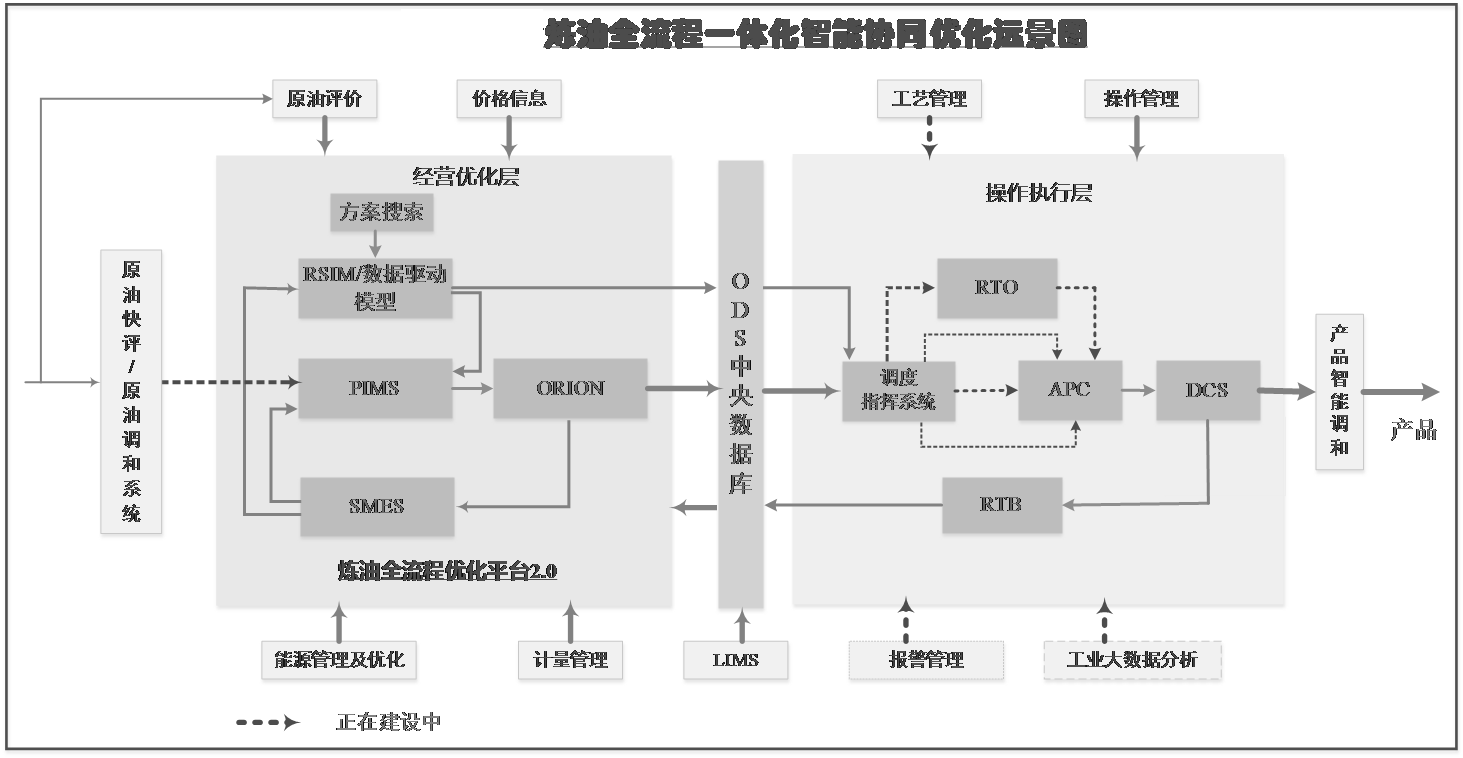 炼油全流程一体化智能协同优化远景图
原油评价
价格信息
工艺管理
操作管理
经营优化层
操作执行层
方案搜索
RSIM/数据驱动
模型
原油快评/原油调和系统
PIMS
ORION
SMES
炼油全流程优化平台2.0
ODS中央数据库
RTO
调度
指挥系统
APC
DCS
RTB
产品智能调和
产品
能源管理及优化
计量管理
LIMS
报警管理
工业大数据分析
正在建设中